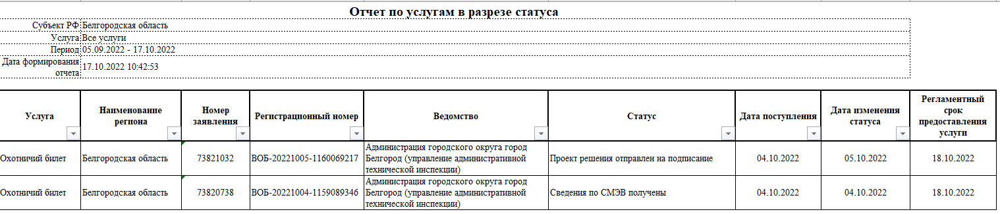 Отчет по услугам в разрезе статуса
Субъект РФ Белгородская область
Услуга Все услуги
Период 05.09.2022 - 17.10.2022
Дата формирования
отчета 17.10.2022 10:42:53
Услуга
Наименование
региона
Номер
заявления
Регистрационный номер
Ведомство
Статус
Дата поступления
Дата изменения
статуса
Регламентный
срок
предоставления
услуги
Охотничий билет
Белгородская область
73821032
ВОБ-20221005-1160069217
Администрация городского округа город
Белгород (управление административной
технической инспекции)
Проект решения отправлен на подписание
04.10.2022
05.10.2022
18.10.2022
Охотничий билет
Белгородская область
73820738
ВОБ-20221004-1159089346
Администрация городского округа город
Белгород (управление административной
технической инспекции)
Сведения по СМЭВ получены
04.10.2022
04.10.2022
18.10.2022